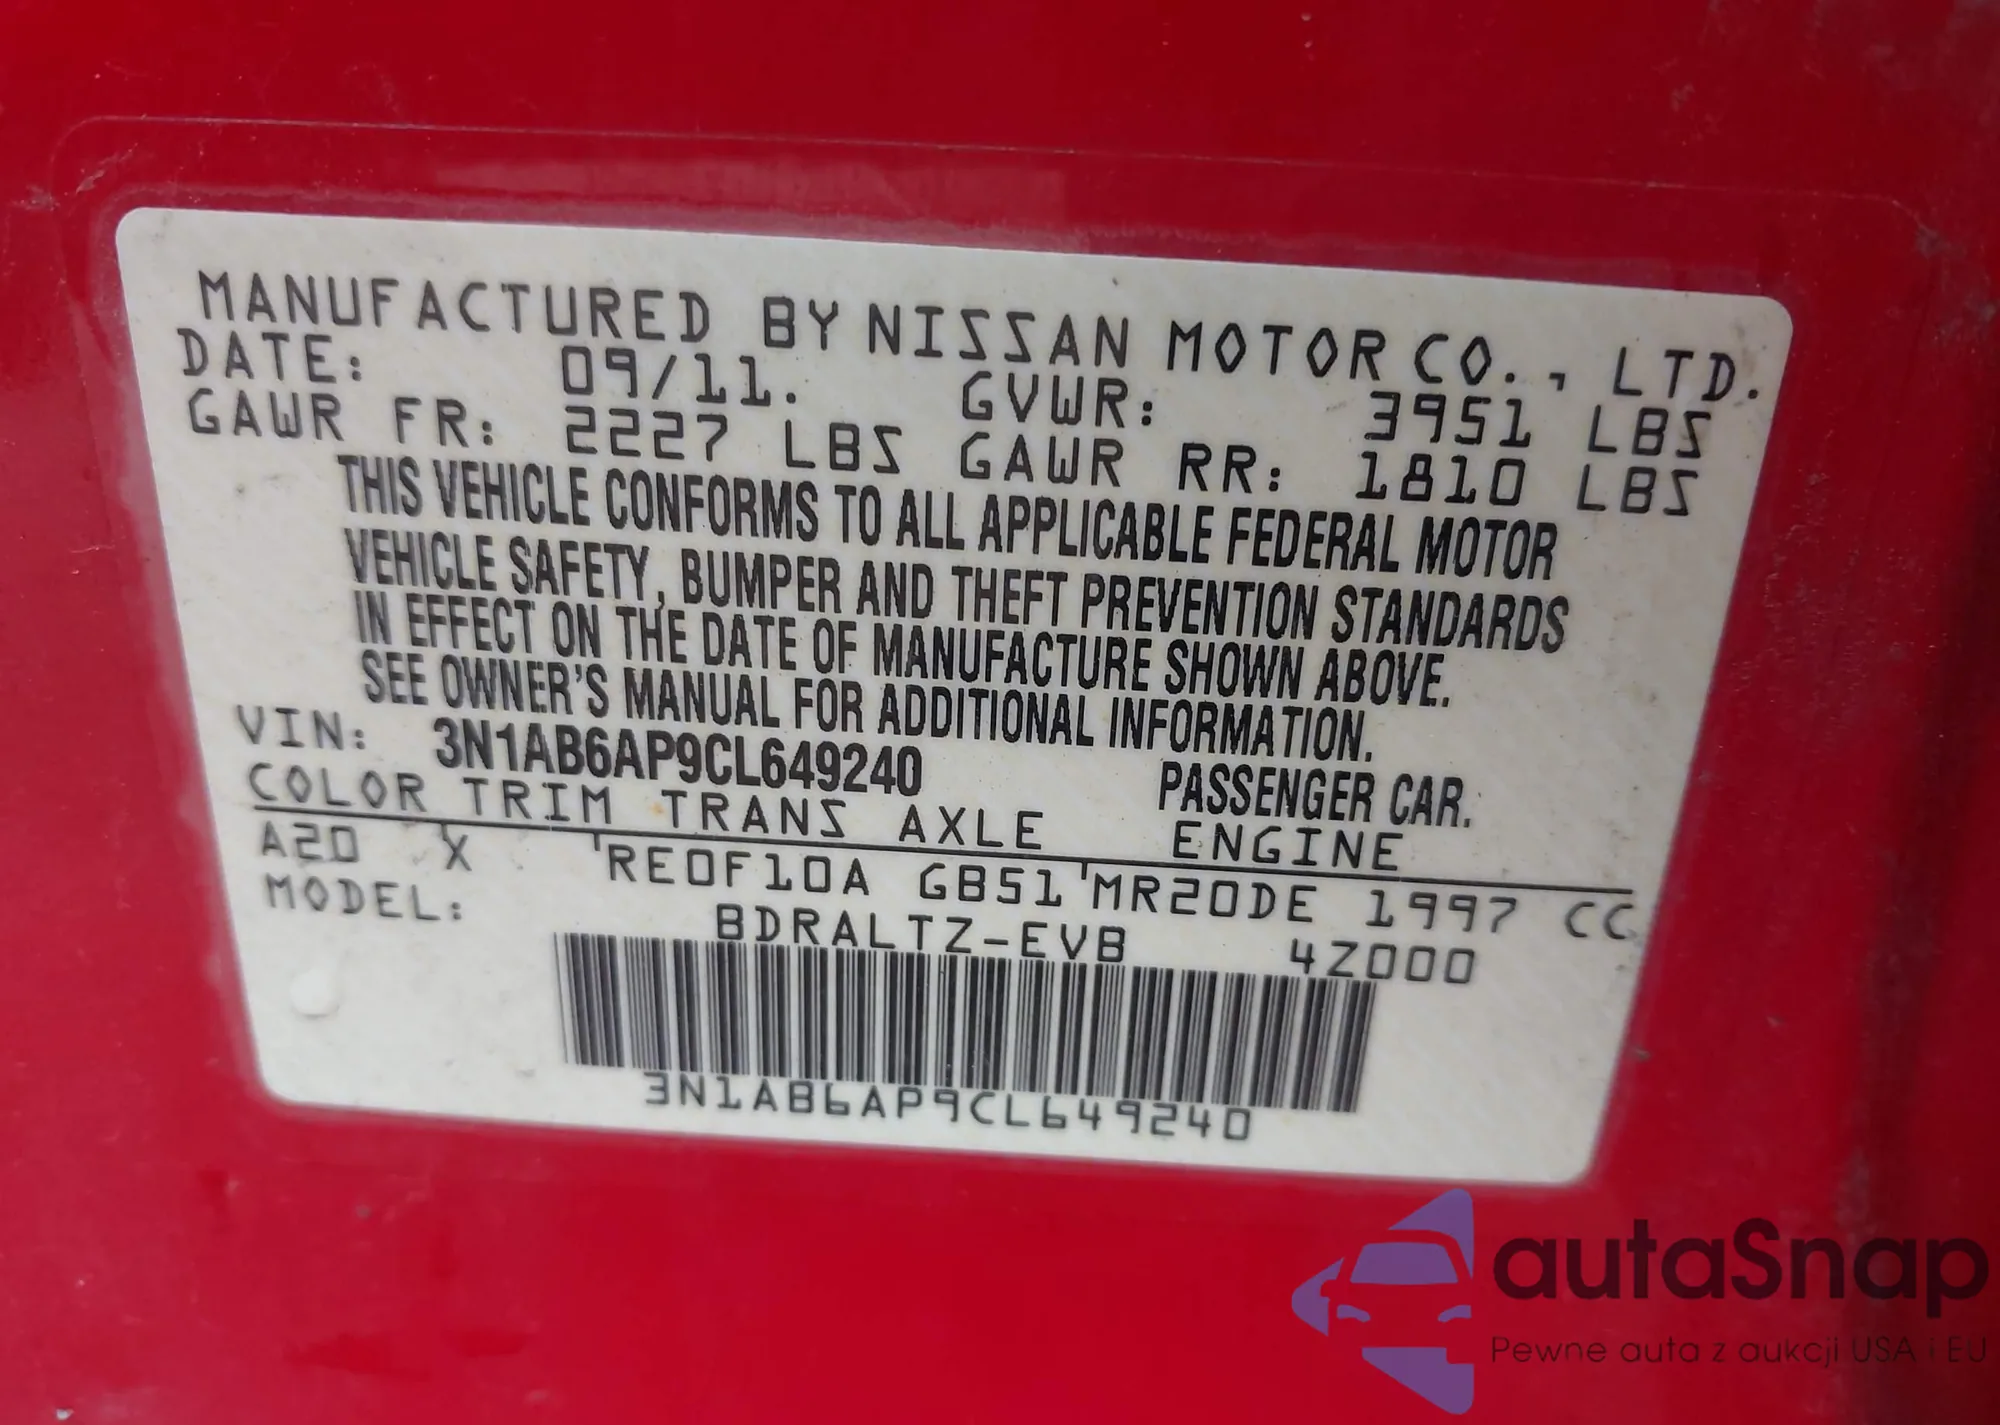 MANUFACTURED BY NISSAN MOTOR CO., LTD.
DATE: 09/11. GVWR: 3951 LBS
GAWR FR: 2227 LBS GAWR RR: 1810 LBS
THIS VEHICLE CONFORMS TO ALL APPLICABLE FEDERAL MOTOR
VEHICLE SAFETY, BUMPER AND THEFT PREVENTION STANDARDS
IN EFFECT ON THE DATE OF MANUFACTURE SHOWN ABOVE.
SEE OWNER'S MANUAL FOR ADDITIONAL INFORMATION.
VIN: 3N1AB6AP9CL649240 PASSENGER CAR.
COLOR TRIM TRANS AXLE ENGINE
A20 X RE0F10A GB51 MR20DE 1997 CC
MODEL: BDRALTZ-EVB 4Z000
3N1AB6AP9CL649240
autaSnap
Pewne auta z aukcji USA i EU